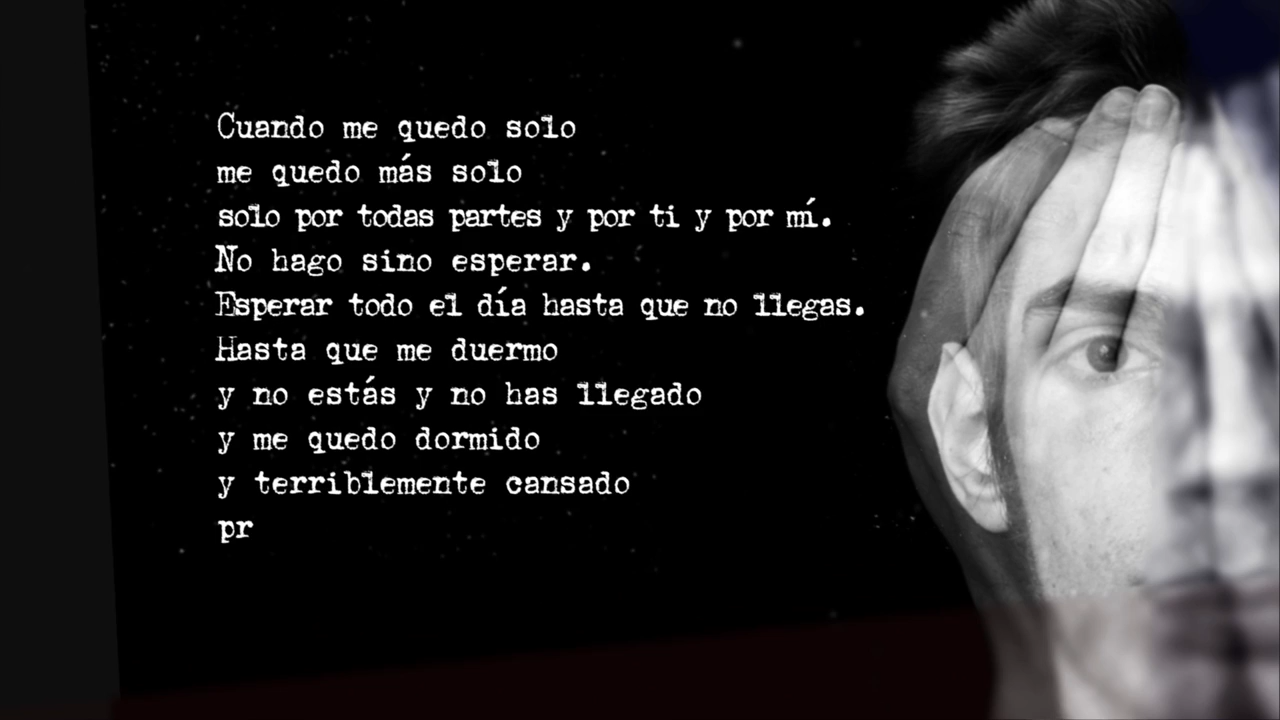 Cuando me quedo solo
me quedo más solo
solo por todas partes y por ti y por mí.
No hago sino esperar.
Esperar todo el día hasta que no llegas.
Hasta que me duermo
y no estás y no has llegado
y me quedo dormido
y terriblemente cansado
pr